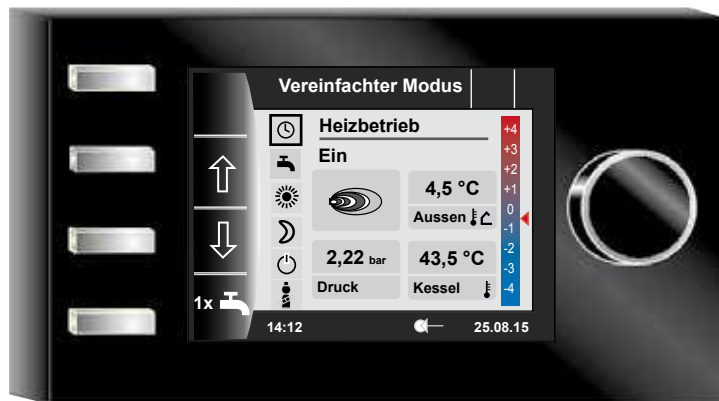 Vereinfachter Modus
Heizbetrieb
Ein
4,5 °C
Aussen
2,22 bar
Druck
43,5 °C
Kessel
+4
+3
+2
+1
0
-1
-2
-3
-4
1x
14:12
25.08.15